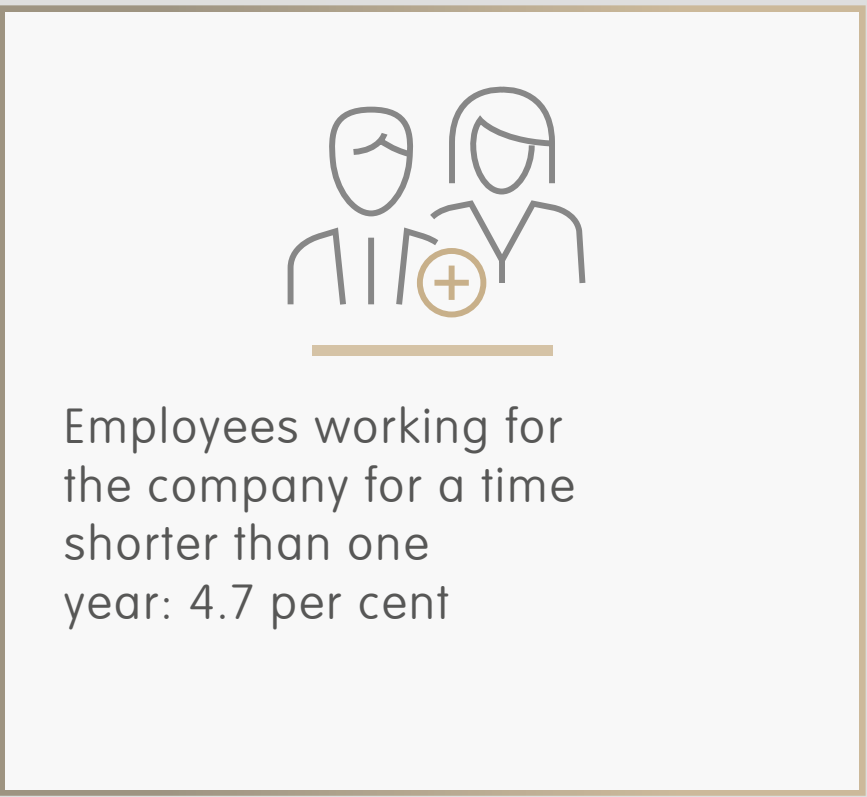 Employees working for
the company for a time
shorter than one
year: 4.7 per cent